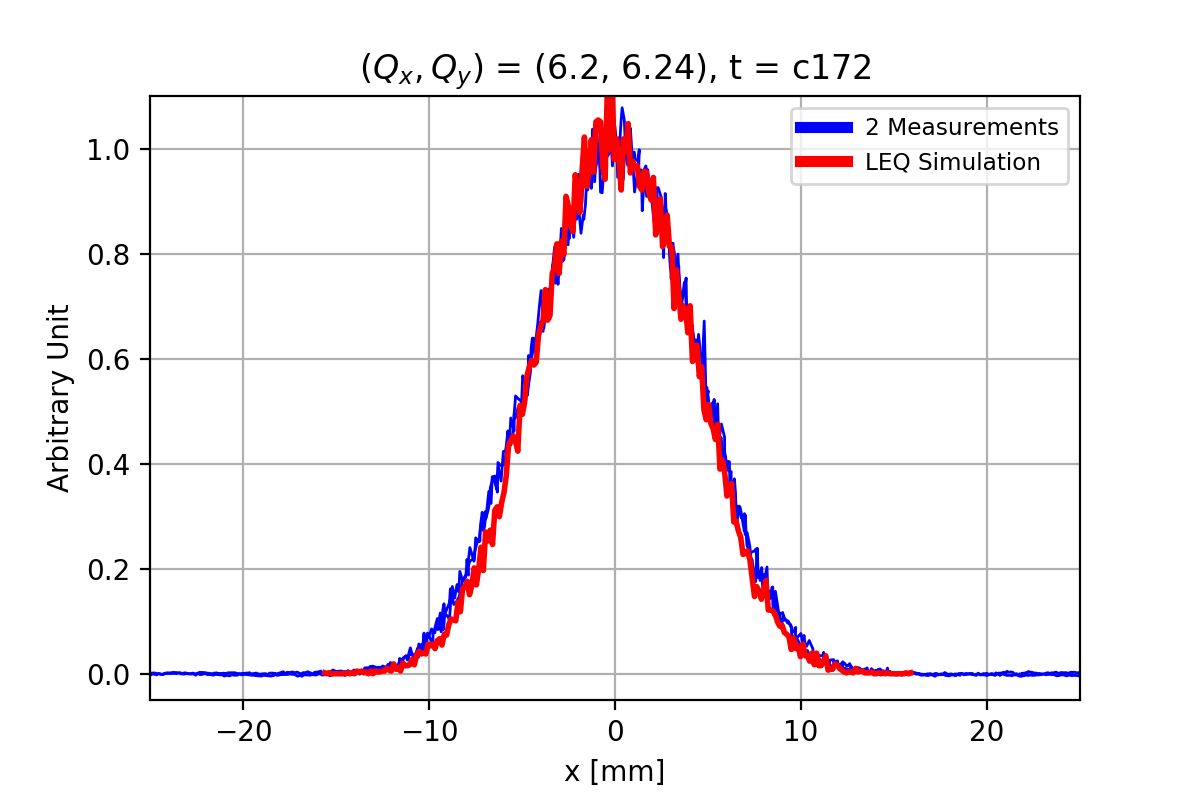 (Qx, Qy) = (6.2, 6.24), t = c172
2 Measurements
LEQ Simulation
1.0
0.8
0.6
0.4
0.2
0.0
Arbitrary Unit
−20 −10 0 10 20
x [mm]